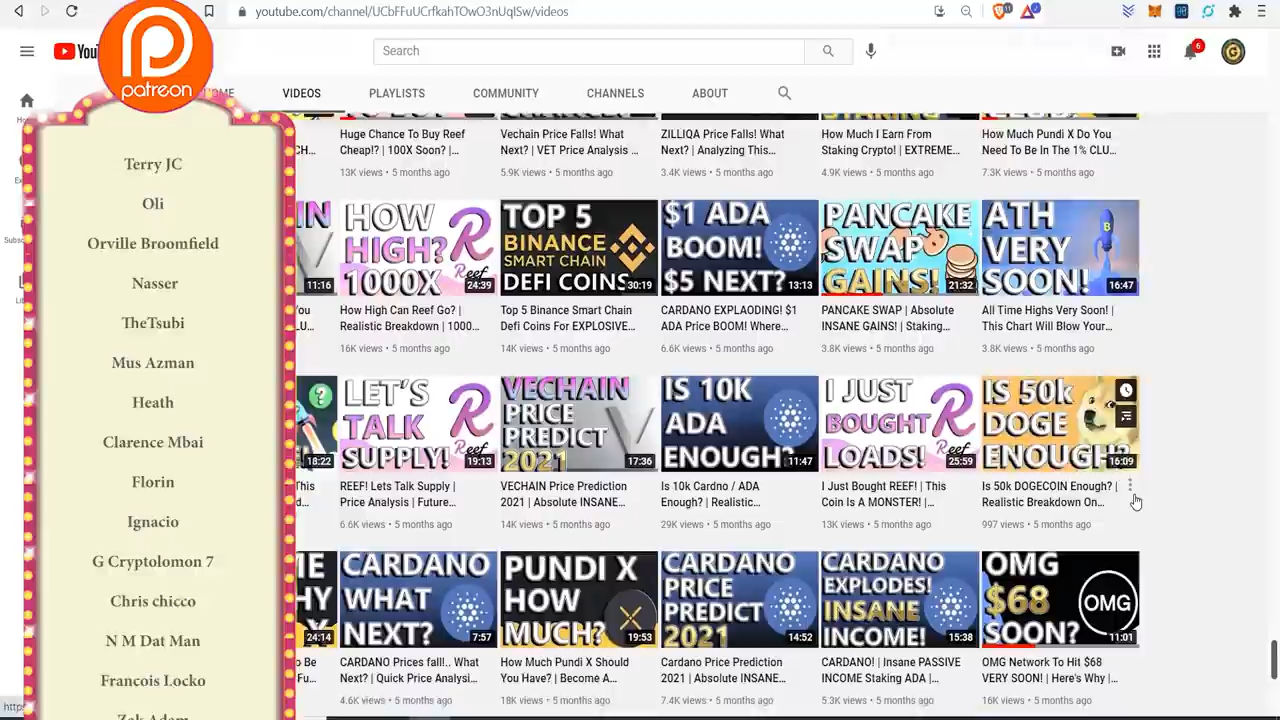 youtube.com/channel/UCbFFuUCrfkahTOwO3nUqISw/videos
11
2
You
Search
6
G
patreon
HOME
VIDEOS
PLAYLISTS
COMMUNITY
CHANNELS
ABOUT
Terry JC
Oli
Orville Broomfield
Nasser
TheTsubi
Mus Azman
Heath
Clarence Mbai
Florin
Ignacio
G Cryptolomon 7
Chris chicco
N M Dat Man
Francois Locko
Zak Adam
Huge Chance To Buy Reef
Cheap!? | 100X Soon? |...
13K views • 5 months ago
Vechain Price Falls! What
Next? | VET Price Analysis ...
5.9K views • 5 months ago
ZILLIQA Price Falls! What
Next? | Analyzing This...
3.4K views • 5 months ago
How Much I Earn From
Staking Crypto! | EXTREME...
4.9K views • 5 months ago
How Much Pundi X Do You
Need To Be In The 1% CLU...
7.3K views • 5 months ago
11:16
HOW
HIGH?
1000X
Reef
24:39
How High Can Reef Go? |
Realistic Breakdown | 1000...
16K views • 5 months ago
TOP 5
BINANCE
SMART CHAIN
DEFI COINS
30:19
Top 5 Binance Smart Chain
Defi Coins For EXPLOSIVE...
14K views • 5 months ago
$1 ADA
BOOM!
$5 NEXT?
13:13
CARDANO EXPLAODING! $1
ADA Price BOOM! Where...
6.6K views • 5 months ago
PANCAKE
SWAP
GAINS!
21:32
PANCAKE SWAP | Absolute
INSANE GAINS! | Staking...
3.8K views • 5 months ago
ATH
VERY
SOON!
16:47
All Time Highs Very Soon! |
This Chart Will Blow Your...
3.8K views • 5 months ago
18:22
LET'S
TALK
SUPPLY!
Reef
19:13
REEF! Lets Talk Supply |
Price Analysis | Future...
6.6K views • 5 months ago
VECHAIN
PRICE
PREDICT
2021
17:36
VECHAIN Price Prediction
2021 | Absolute INSANE...
14K views • 5 months ago
IS 10K
ADA
ENOUGH?
11:47
Is 10k Cardno / ADA
Enough? | Realistic...
29K views • 5 months ago
I JUST
BOUGHT
LOADS!
Reef
25:59
I Just Bought REEF! | This
Coin Is A MONSTER! |...
13K views • 5 months ago
IS 50k
DOGE
ENOUGH?
16:09
Is 50k DOGECOIN Enough? |
Realistic Breakdown On...
997 views • 5 months ago
24:14
CARDANO
WHAT
NEXT?
7:57
CARDANO Prices fall!.. What
Next? | Quick Price Analysi...
4.6K views • 5 months ago
PUNDI X
HOW
MUCH?
19:53
How Much Pundi X Should
You Have? | Become A...
18K views • 5 months ago
CARDANO
PRICE
PREDICT
2021
14:52
Cardano Price Prediction
2021 | Absolute INSANE...
7.4K views • 5 months ago
CARDANO
EXPLODES!
INSANE
INCOME!
15:38
CARDANO! | Insane PASSIVE
INCOME Staking ADA |...
5.3K views • 5 months ago
OMG
$68
SOON?
OMG
11:01
OMG Network To Hit $68
VERY SOON! | Here's Why |...
16K views • 5 months ago